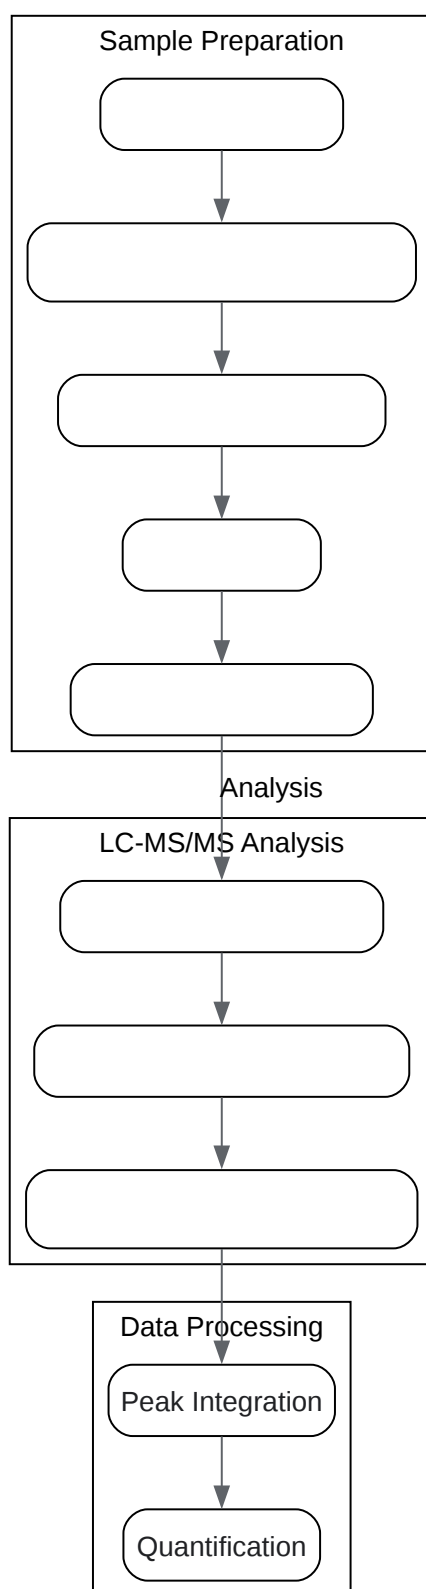 Sample Preparation
Analysis
LC-MS/MS Analysis
Data Processing
Peak Integration
Quantification